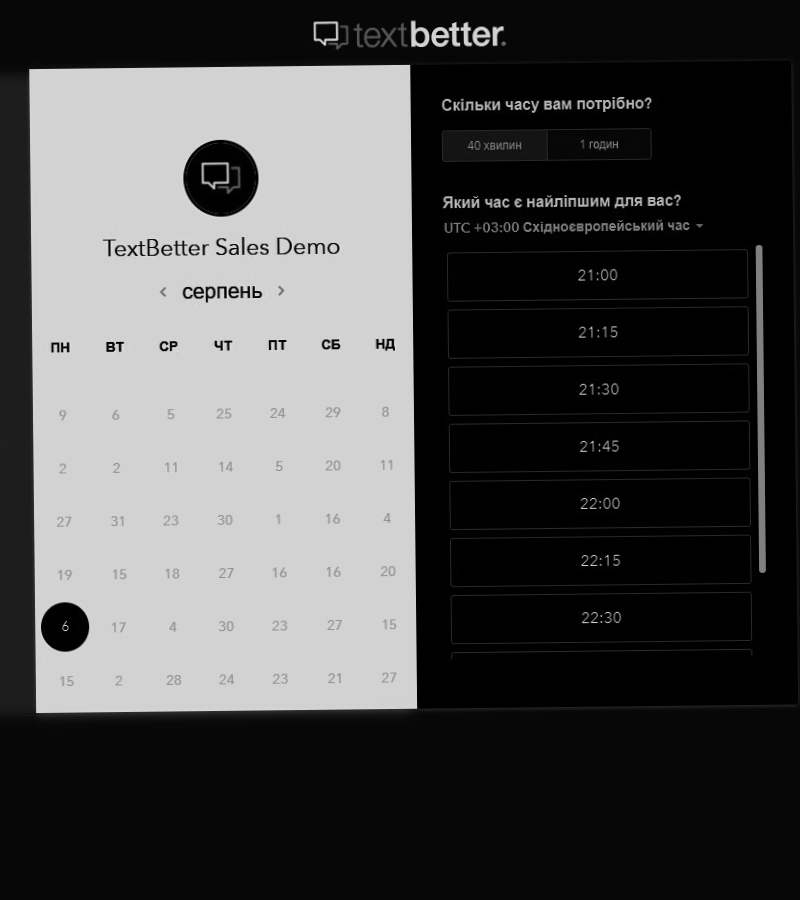 textbetter.
TextBetter Sales Demo
серпень
ПН ВТ СР ЧТ ПТ СБ НД
9 6 5 25 24 29 8
2 2 11 14 5 20 11
27 31 23 30 1 16 4
19 15 18 27 16 16 20
6 17 4 30 23 27 15
15 2 28 24 23 21 27
Скільки часу вам потрібно?
40 хвилин 1 годин
Який час є найліпшим для вас?
UTC +03:00 Східноєвропейський час
21:00
21:15
21:30
21:45
22:00
22:15
22:30